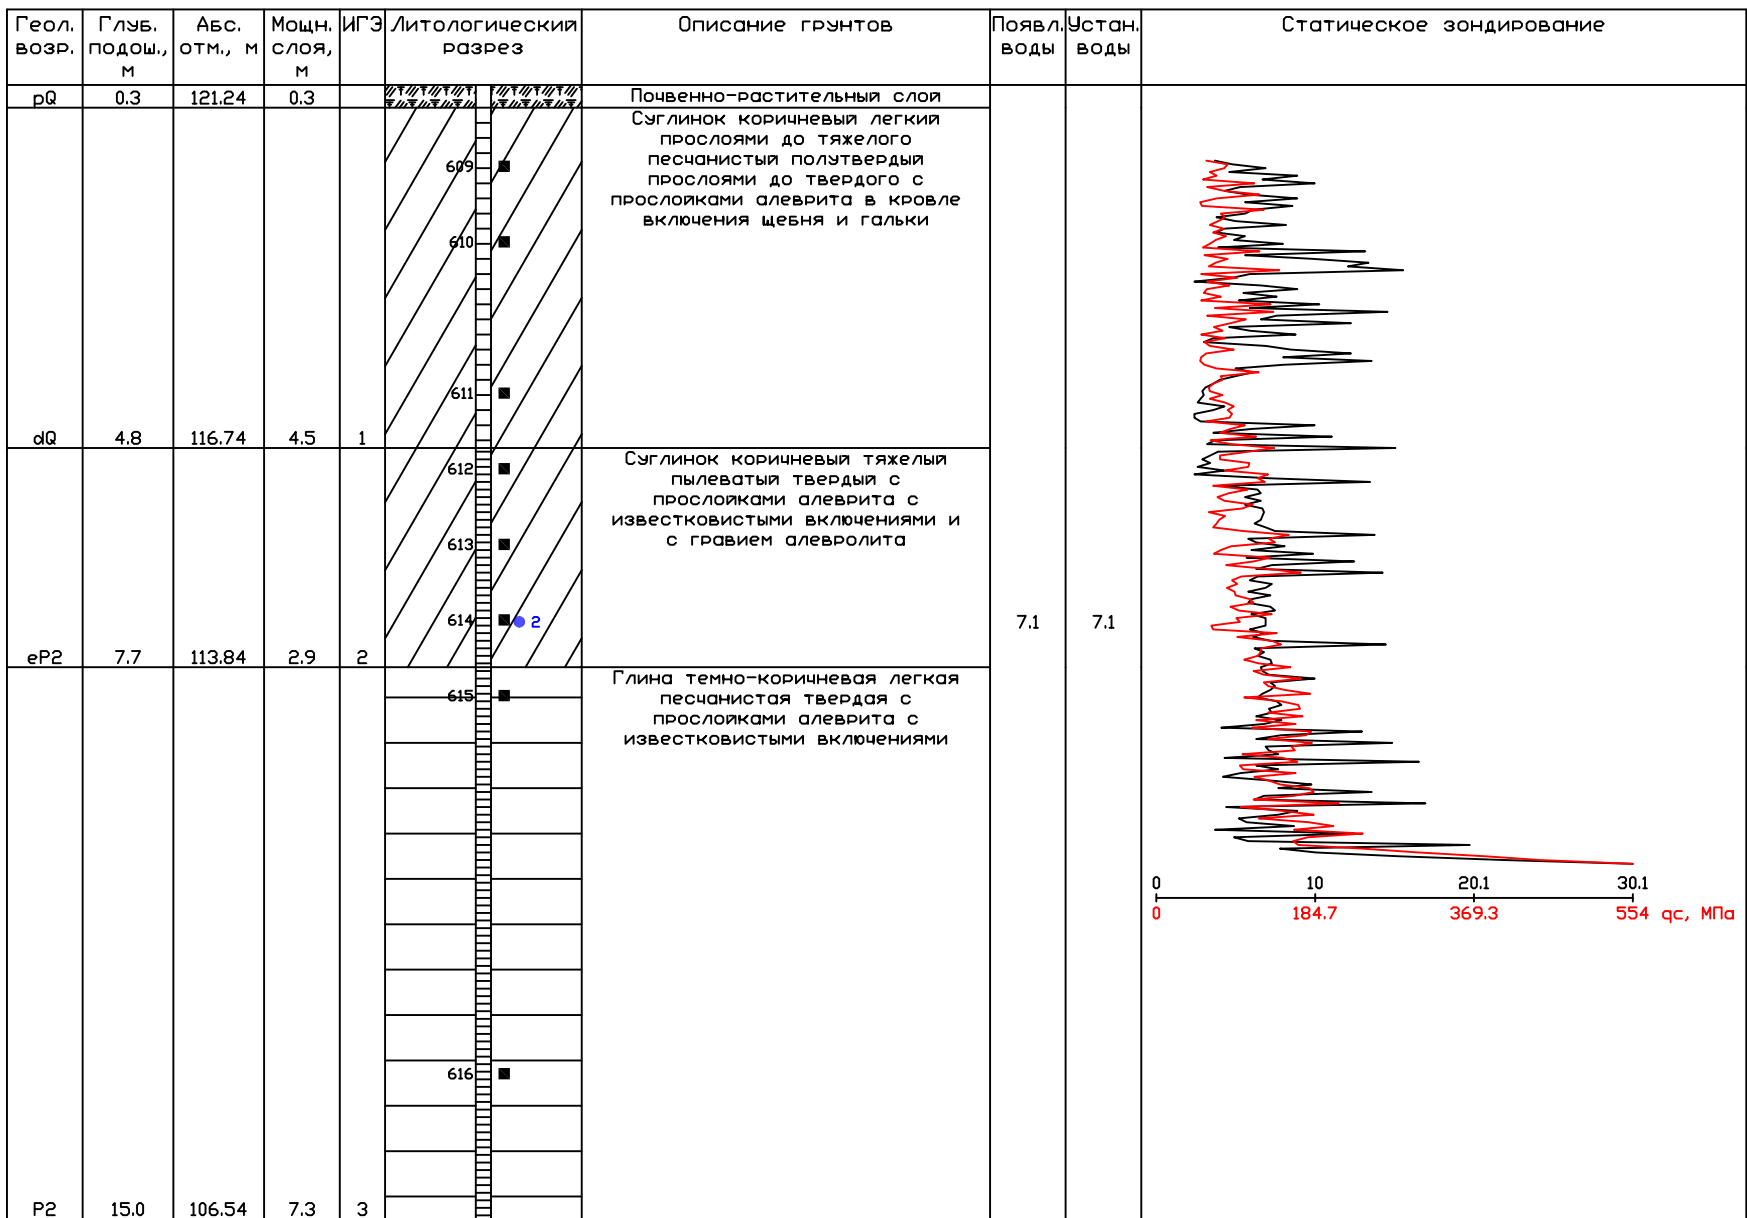 Геол. возр.
Глуб. подош., м
Абс. отм., м
Мощн. слоя, м
ИГЭ
Литологический разрез
Описание грунтов
Появл. воды
Устан. воды
Статическое зондирование
pQ 0.3 121.24 0.3
Почвенно-растительный слой
Суглинок коричневый легкий
прослоями до тяжелого
песчанистый полутвердый
прослоями до твердого с
прослойками алеврита в кровле
включения щебня и гальки
609
610
611
dQ 4.8 116.74 4.5 1
Суглинок коричневый тяжелый
пылеватый твердый с
прослойками алеврита с
известковистыми включениями и
с гравием алевролита
612
613
614 2
7.1 7.1
eP2 7.7 113.84 2.9 2
Глина темно-коричневая легкая
песчанистая твердая с
прослойками алеврита с
известковистыми включениями
615
0 10 20.1 30.1
0 184.7 369.3 554 qc, МПа
616
P2 15.0 106.54 7.3 3